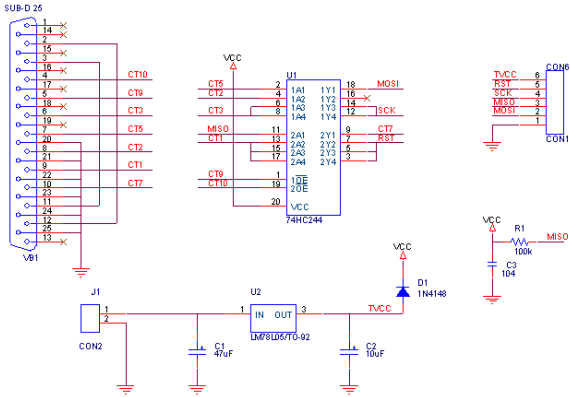 SUB-D 25
1
14
2
15
3
16
4 CT10
17
5 CT9
18
6 CT3
19
7 CT5
20
8 CT2
21
9 CT1
22
10 CT7
23
11
24
12
25
13
VB1
VCC
U1
CT5 2 1A1 1Y1 18 MOSI
CT2 4 1A2 1Y2 16
6 1A3 1Y3 14
CT3 8 1A4 1Y4 12 SCK
MISO 11 2A1 2Y1 9 CT7
CT1 13 2A2 2Y2 7 RST
15 2A3 2Y3 5
17 2A4 2Y4 3
CT9 1 1OE
CT10 19 2OE
20 VCC
74HC244
CON6
TVCC 6
RST 5
SCK 4
MISO 3
MOSI 2
1
CON1
VCC
R1
MISO
100k
C3
104
VCC
D1
1N4148
J1
1
2
CON2
U2
1 IN OUT 3
TVCC
LM78L05/TO-92
C1
47uF
C2
10uF